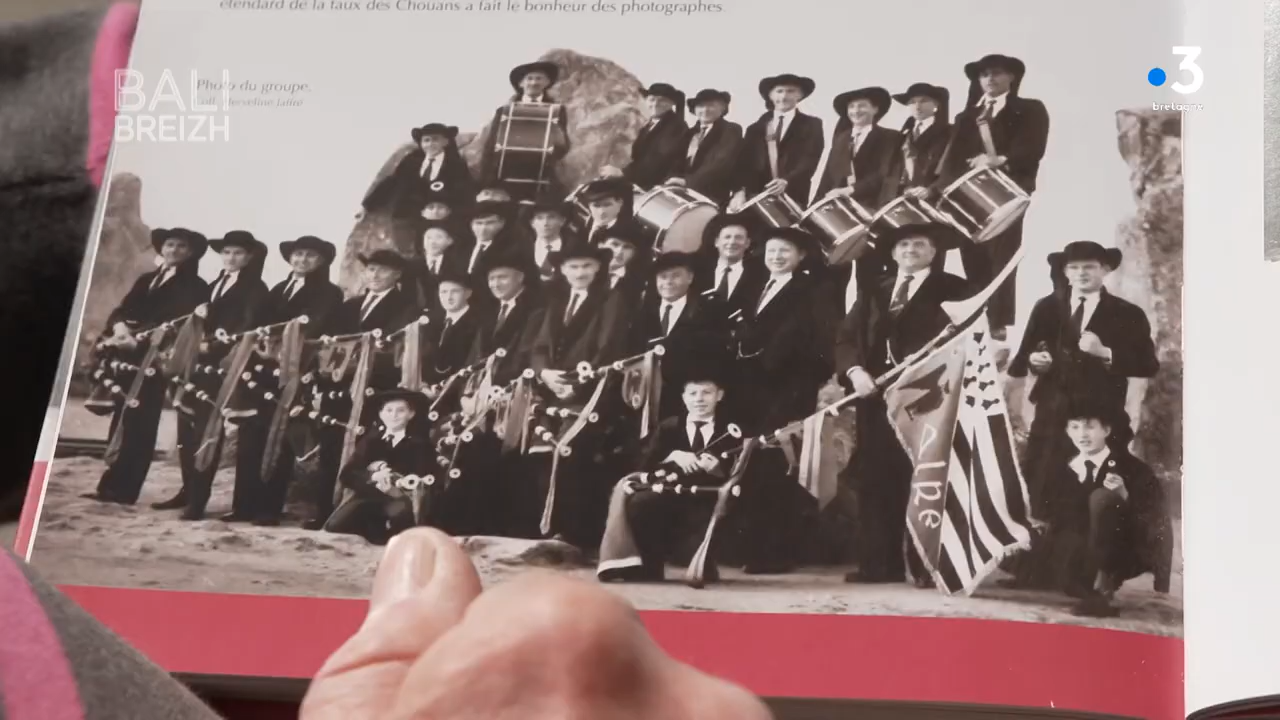 étendard de la faux des Chouans a fait le bonheur des photographes.
Photo du groupe.
BALI
BREIZH
3
bretagne